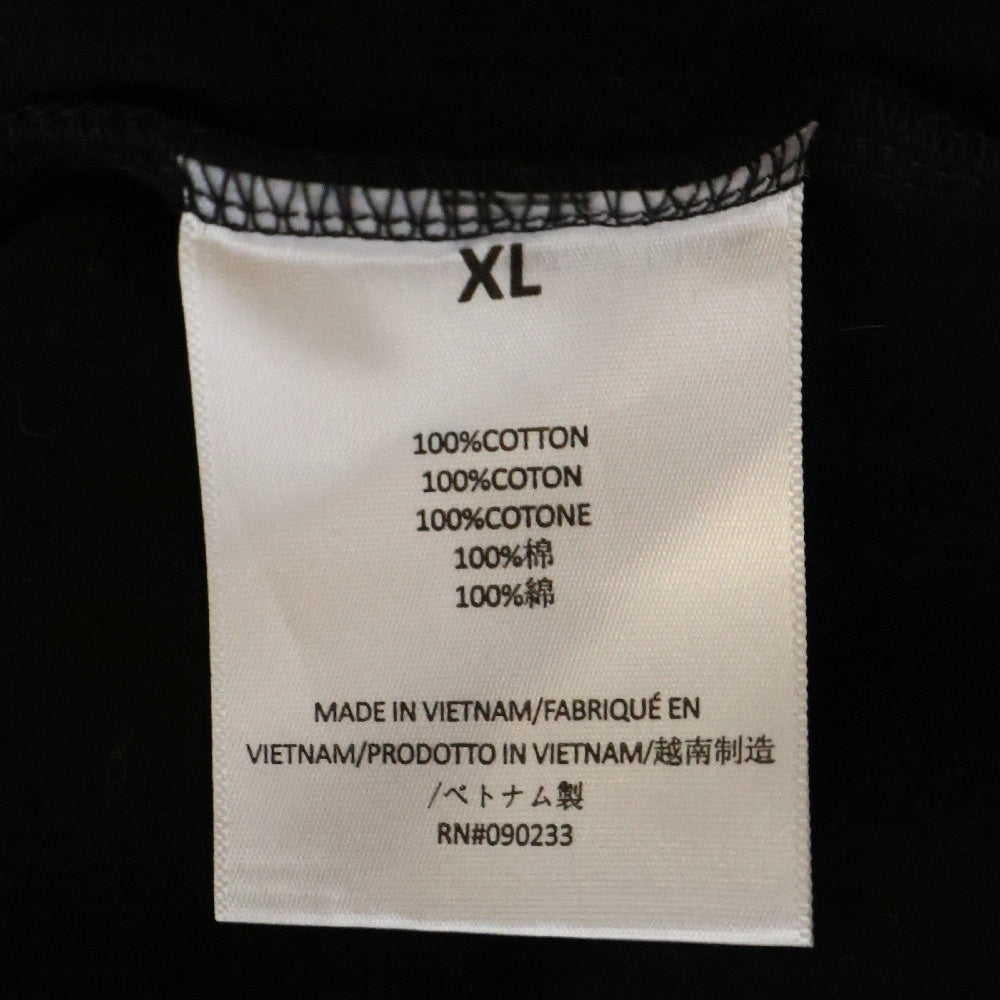 XL
100%COTTON
100%COTON
100%COTONE
100%棉
100%綿
MADE IN VIETNAM/FABRIQUÉ EN
VIETNAM/PRODOTTO IN VIETNAM/越南制造
/ベトナム製
RN#090233